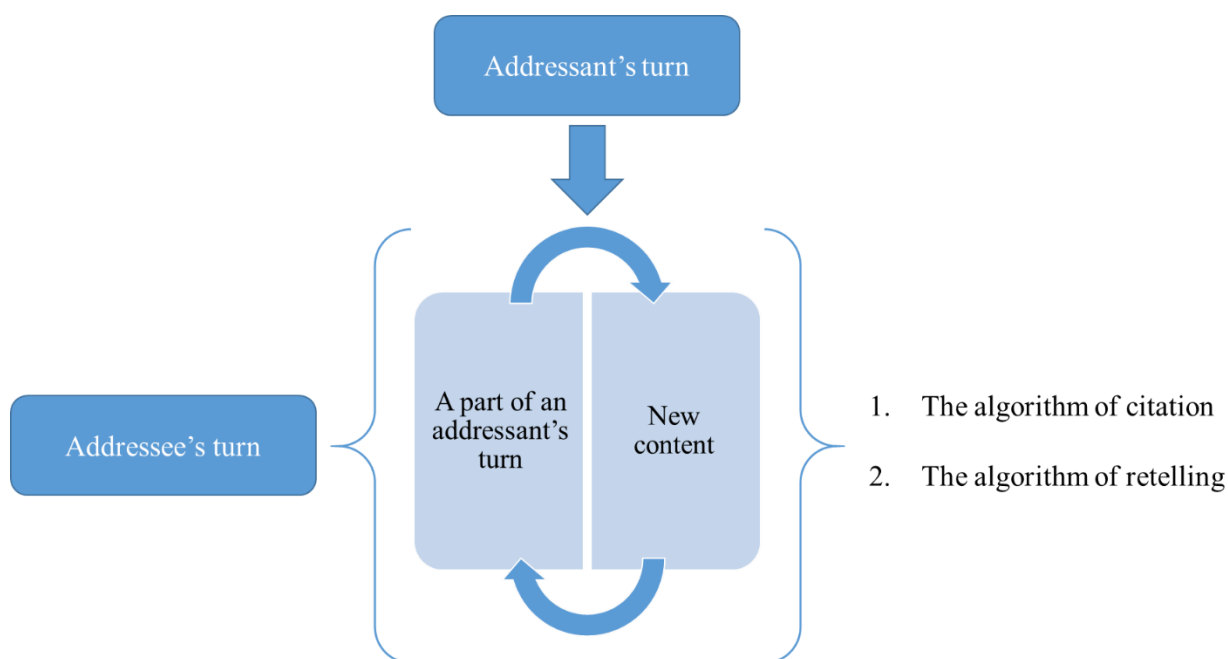 Addressant’s turn
Addressee’s turn
A part of an
addressant’s
turn
New
content
1. The algorithm of citation
2. The algorithm of retelling